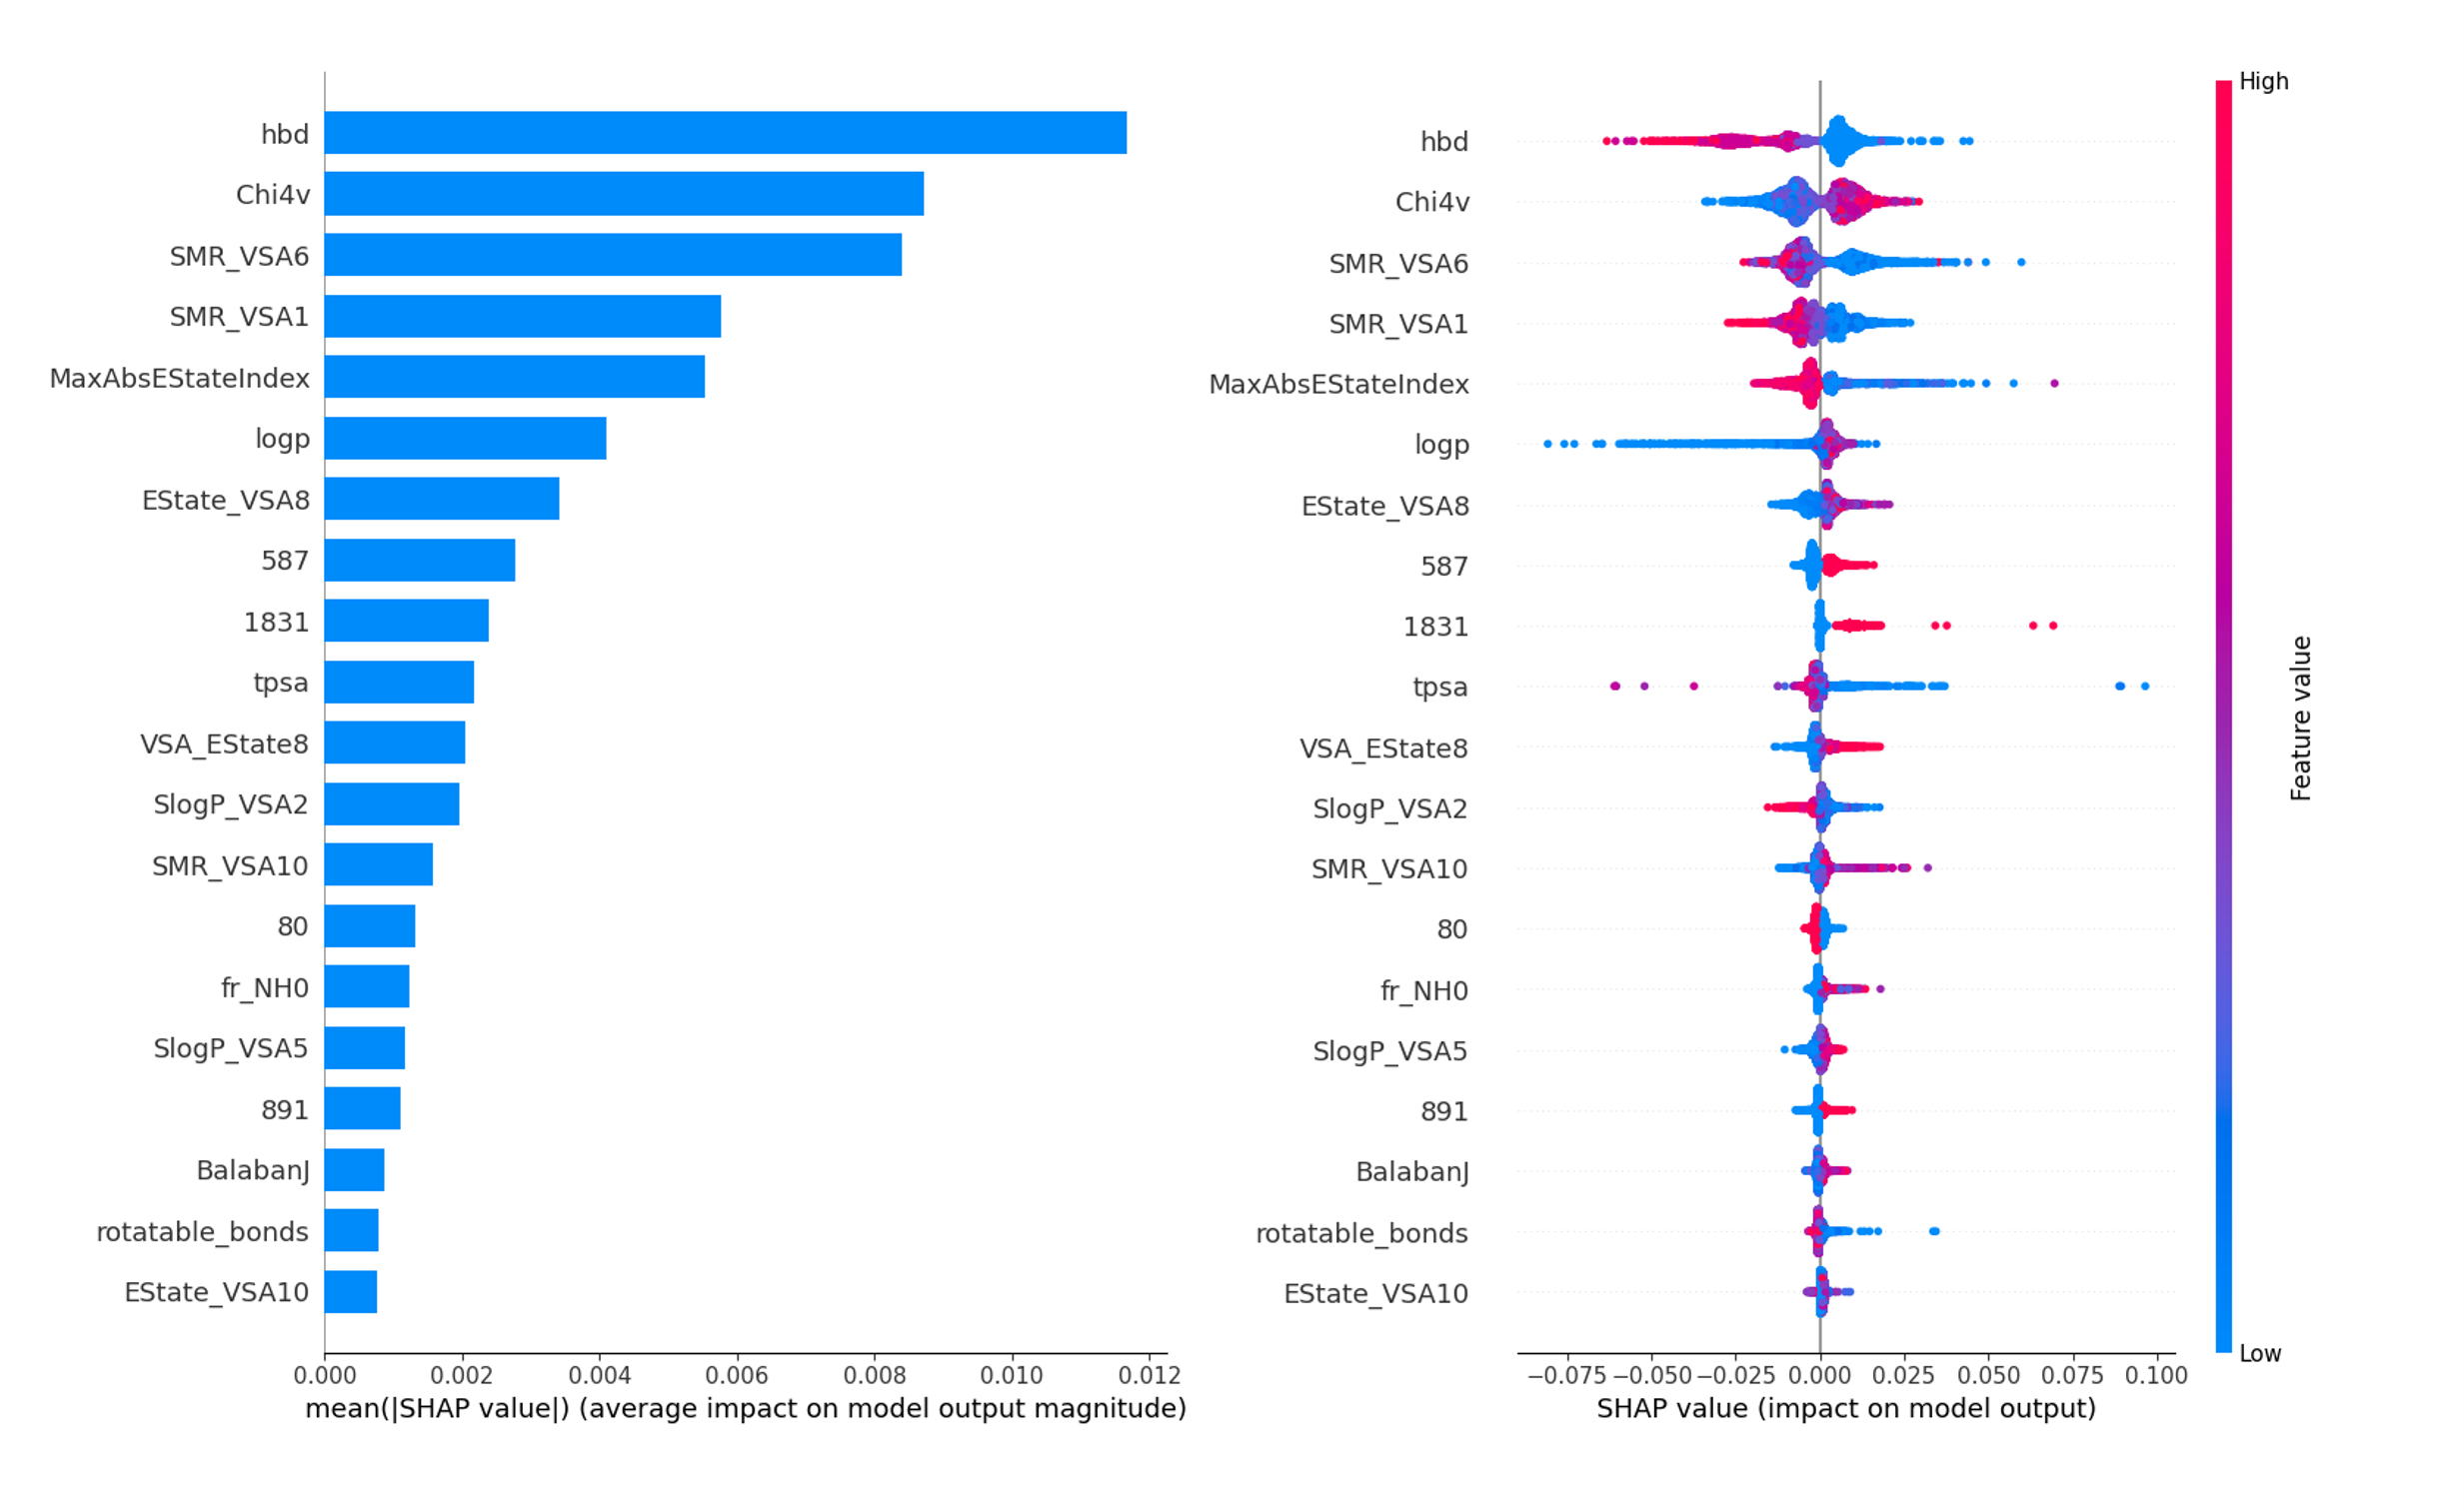 hbd
Chi4v
SMR_VSA6
SMR_VSA1
MaxAbsEStateIndex
logp
EState_VSA8
587
1831
tpsa
VSA_EState8
SlogP_VSA2
SMR_VSA10
80
fr_NH0
SlogP_VSA5
891
BalabanJ
rotatable_bonds
EState_VSA10
0.000 0.002 0.004 0.006 0.008 0.010 0.012
mean(|SHAP value|) (average impact on model output magnitude)
hbd
Chi4v
SMR_VSA6
SMR_VSA1
MaxAbsEStateIndex
logp
EState_VSA8
587
1831
tpsa
VSA_EState8
SlogP_VSA2
SMR_VSA10
80
fr_NH0
SlogP_VSA5
891
BalabanJ
rotatable_bonds
EState_VSA10
−0.075 −0.050 −0.025 0.000 0.025 0.050 0.075 0.100
SHAP value (impact on model output)
High
Feature value
Low